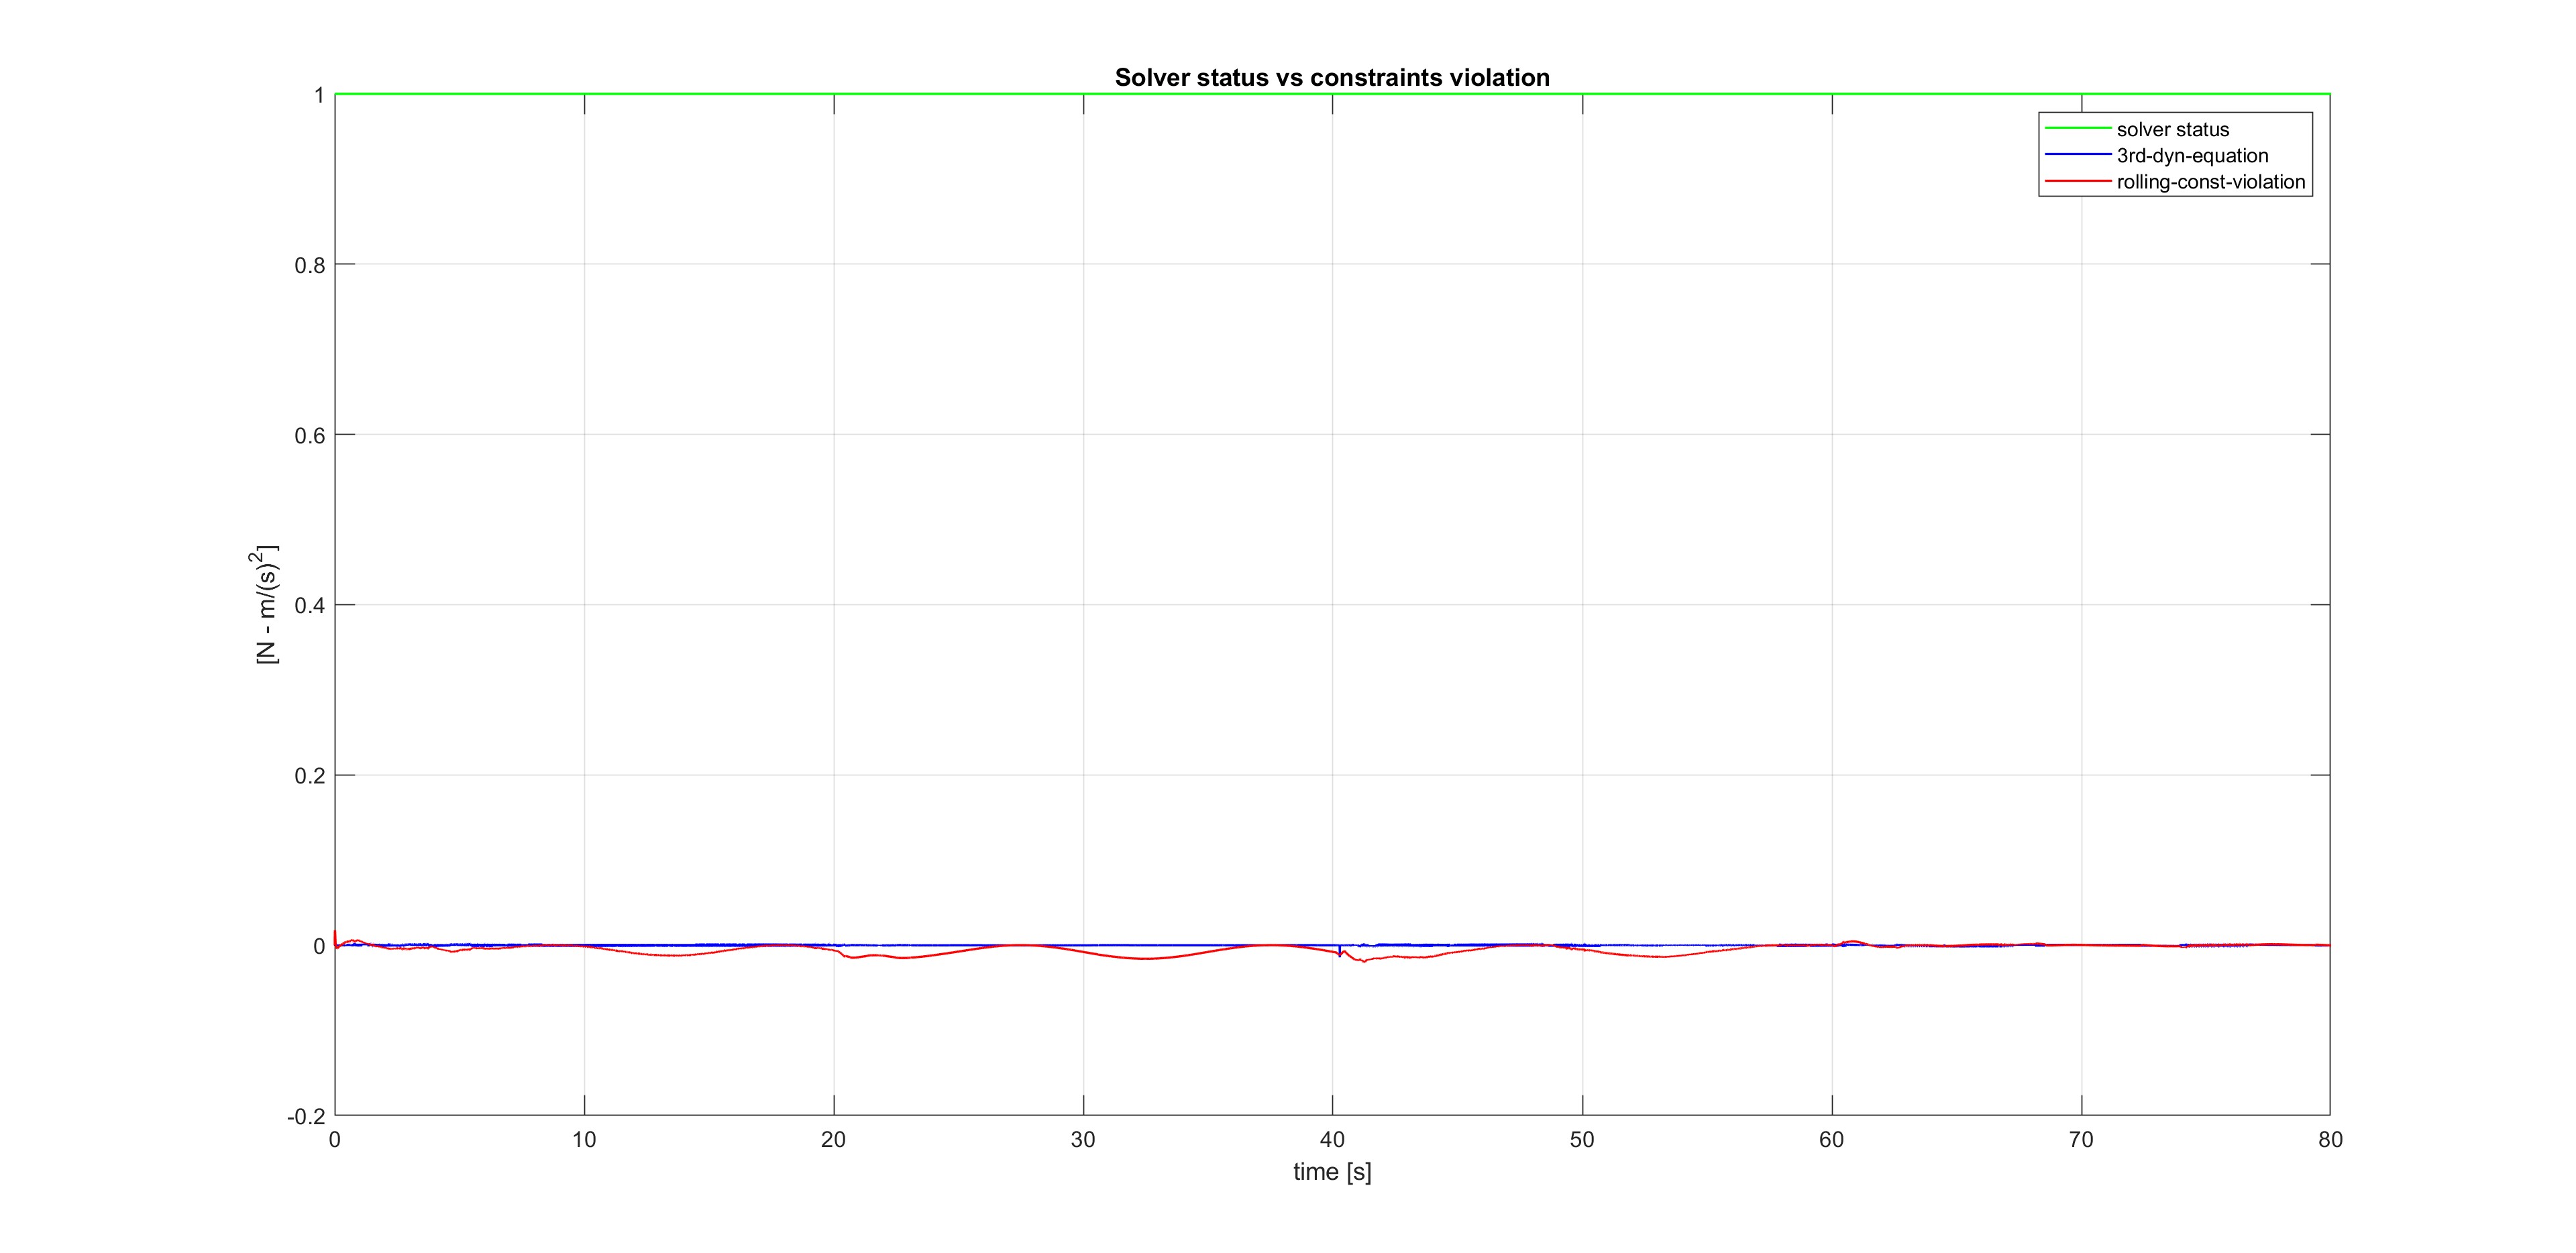 Solver status vs constraints violation
1
solver status
3rd-dyn-equation
rolling-const-violation
0.8
0.6
[N - m/(s)²]
0.4
0.2
0
-0.2
0 10 20 30 40 50 60 70 80
time [s]